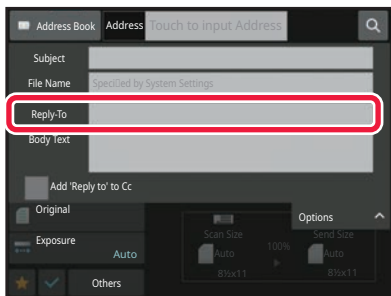 Address Book Address Touch to input Address
Subject
File Name Specified by System Settings
Reply-To
Body Text
Add 'Reply to' to Cc
Original
Options
Scan Size Send Size
Exposure
Auto 100% Auto
Auto
8½x11 8½x11
Others